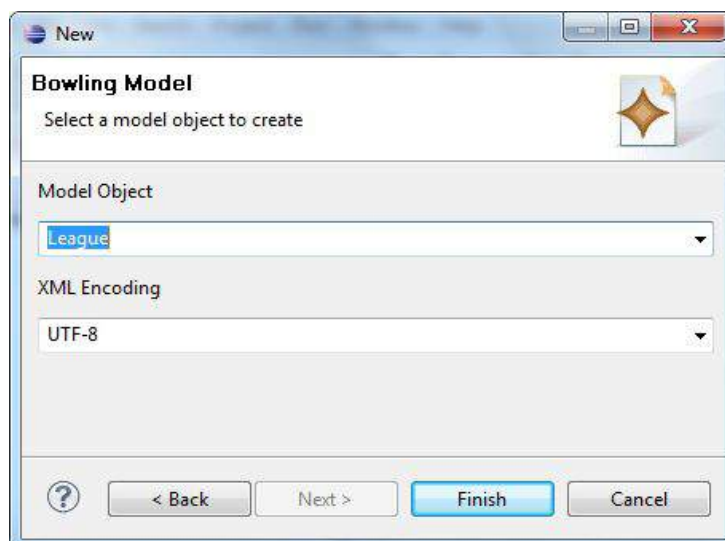 New
Bowling Model
Select a model object to create
Model Object
League
XML Encoding
UTF-8
< Back Next > Finish Cancel